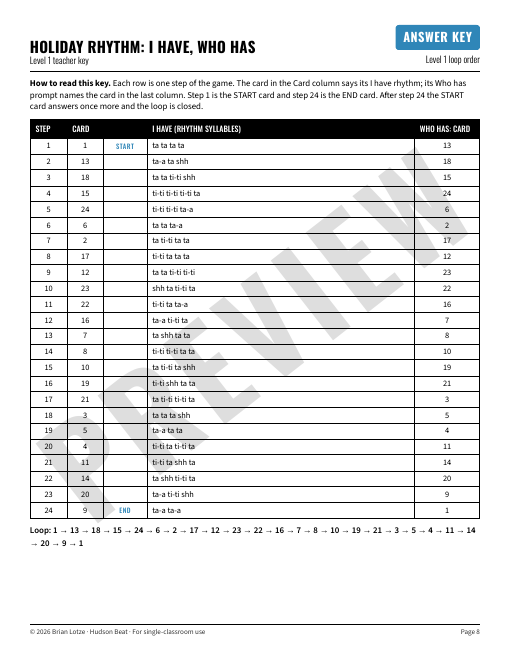 HOLIDAY RHYTHM: I HAVE, WHO HAS
ANSWER KEY
Level 1 teacher key
Level 1 loop order
How to read this key. Each row is one step of the game. The card in the Card column says its I have rhythm; its Who has
prompt names the card in the last column. Step 1 is the START card and step 24 is the END card. After step 24 the START
card answers once more and the loop is closed.
STEP CARD I HAVE (RHYTHM SYLLABLES) WHO HAS: CARD
1 1 START ta ta ta ta 13
2 13 ta-a ta shh 18
3 18 ta ta ti-ti shh 15
4 15 ti-ti ti-ti ti-ti ta 24
5 24 ti-ti ti-ti ta-a 6
6 6 ta ta ta-a 2
7 2 ta ti-ti ta ta 17
8 17 ti-ti ta ta ta 12
9 12 ta ta ti-ti ti-ti 23
10 23 shh ta ti-ti ta 22
11 22 ti-ti ta ta-a 16
12 16 ta-a ti-ti ta 7
13 7 ta shh ta ta 8
14 8 ti-ti ti-ti ta ta 10
15 10 ta ti-ti ta shh 19
16 19 ti-ti shh ta ta 21
17 21 ta ti-ti ti-ti ta 3
18 3 ta ta ta shh 5
19 5 ta-a ta ta 4
20 4 ti-ti ta ti-ti ta 11
21 11 ti-ti ta shh ta 14
22 14 ta shh ti-ti ta 20
23 20 ta-a ti-ti shh 9
24 9 END ta-a ta-a 1
Loop: 1 → 13 → 18 → 15 → 24 → 6 → 2 → 17 → 12 → 23 → 22 → 16 → 7 → 8 → 10 → 19 → 21 → 3 → 5 → 4 → 11 → 14
→ 20 → 9 → 1
PREVIEW
© 2026 Brian Lotze · Hudson Beat · For single-classroom use
Page 8